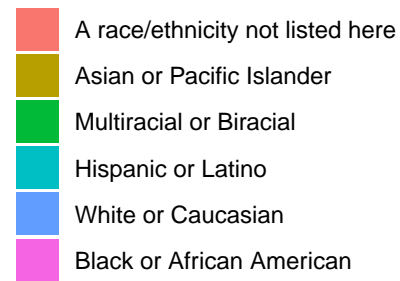 A race/ethnicity not listed here
Asian or Pacific Islander
Multiracial or Biracial
Hispanic or Latino
White or Caucasian
Black or African American